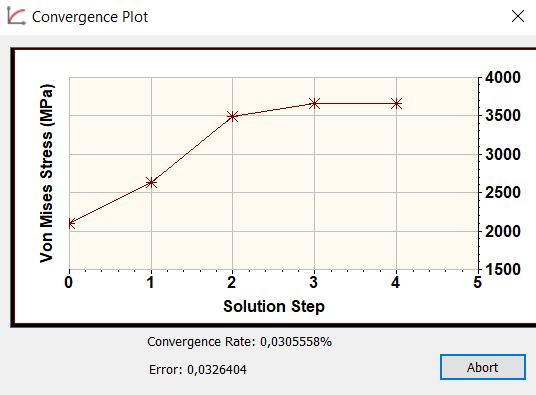 Convergence Plot
4000
3500
3000
2500
2000
1500
Von Mises Stress (MPa)
0 1 2 3 4 5
Solution Step
Convergence Rate: 0,0305558%
Error: 0,0326404
Abort